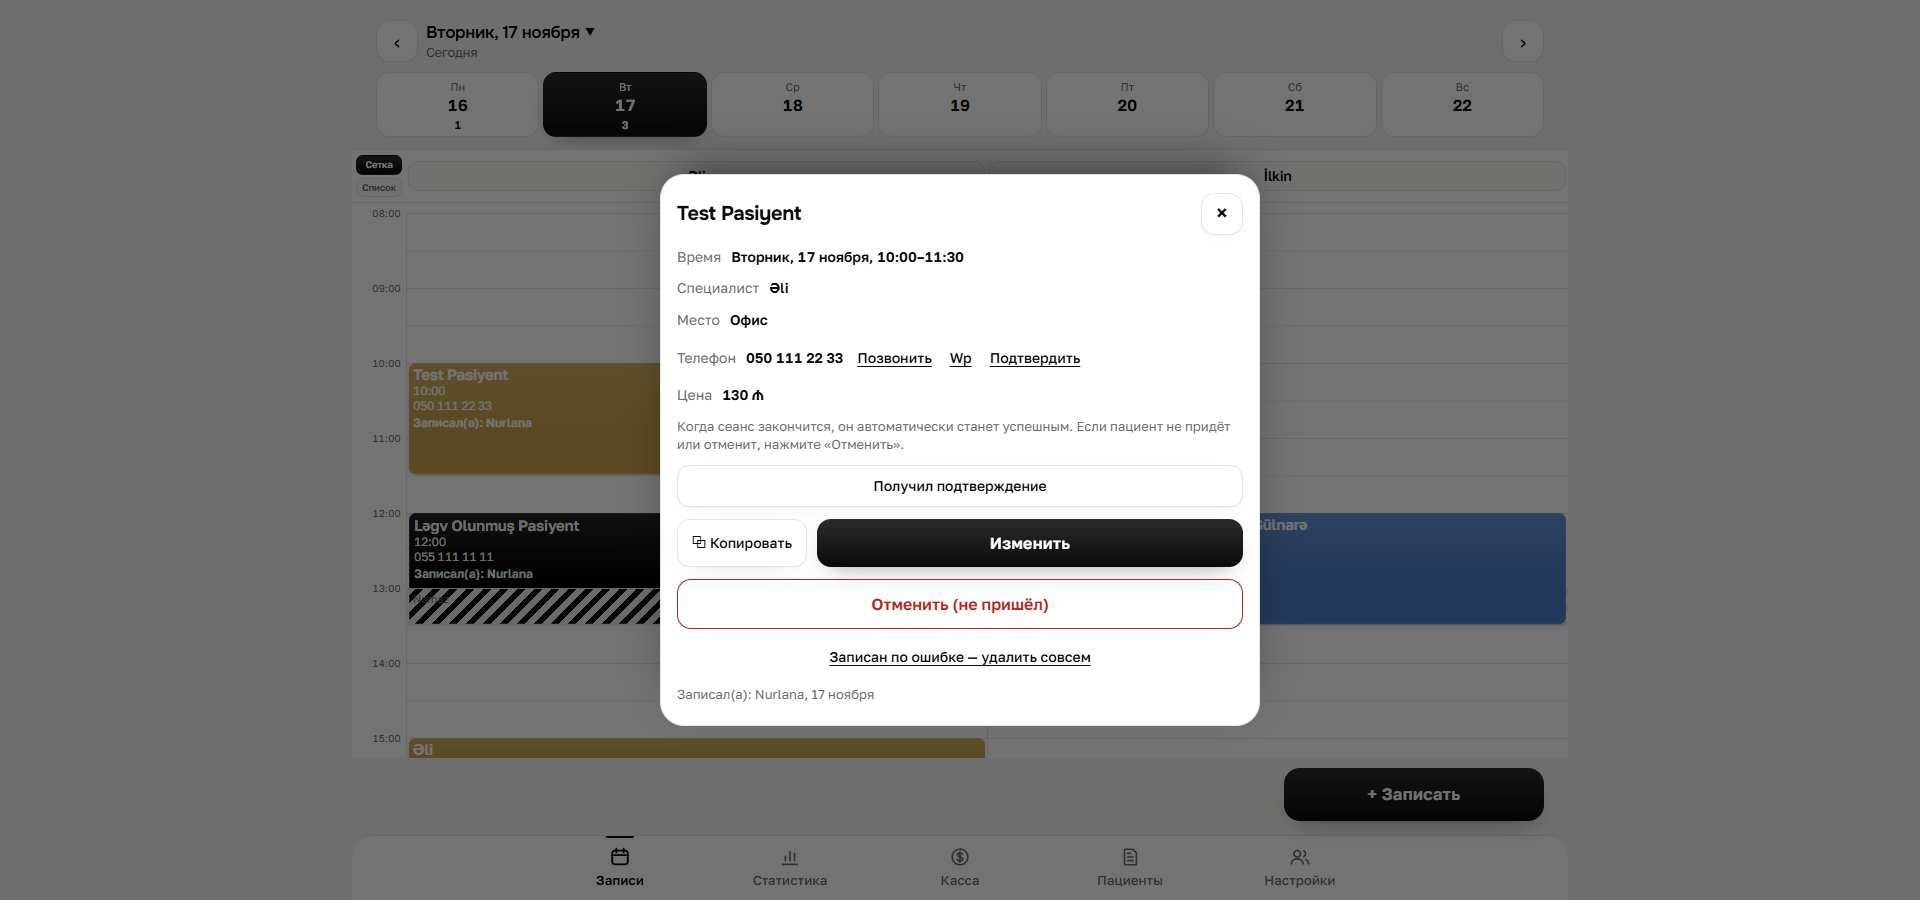 ‹
Вторник, 17 ноября ▼
Сегодня
›
Пн
16
1
Вт
17
3
Ср
18
Чт
19
Пт
20
Сб
21
Вс
22
Сетка
Список
İlkin
08:00
09:00
10:00
11:00
12:00
13:00
14:00
15:00
Test Pasiyent
10:00
050 111 22 33
Записал(а): Nurlana
Ləğv Olunmuş Pasiyent
12:00
055 111 11 11
Записал(а): Nurlana
Əli
Test Pasiyent
×
Время Вторник, 17 ноября, 10:00–11:30
Специалист Əli
Место Офис
Телефон 050 111 22 33 Позвонить Wp Подтвердить
Цена 130 ₼
Когда сеанс закончится, он автоматически станет успешным. Если пациент не придёт
или отменит, нажмите «Отменить».
Получил подтверждение
Копировать
Изменить
Отменить (не пришёл)
Записан по ошибке — удалить совсем
Записал(а): Nurlana, 17 ноября
+ Записать
Записи
Статистика
Касса
Пациенты
Настройки